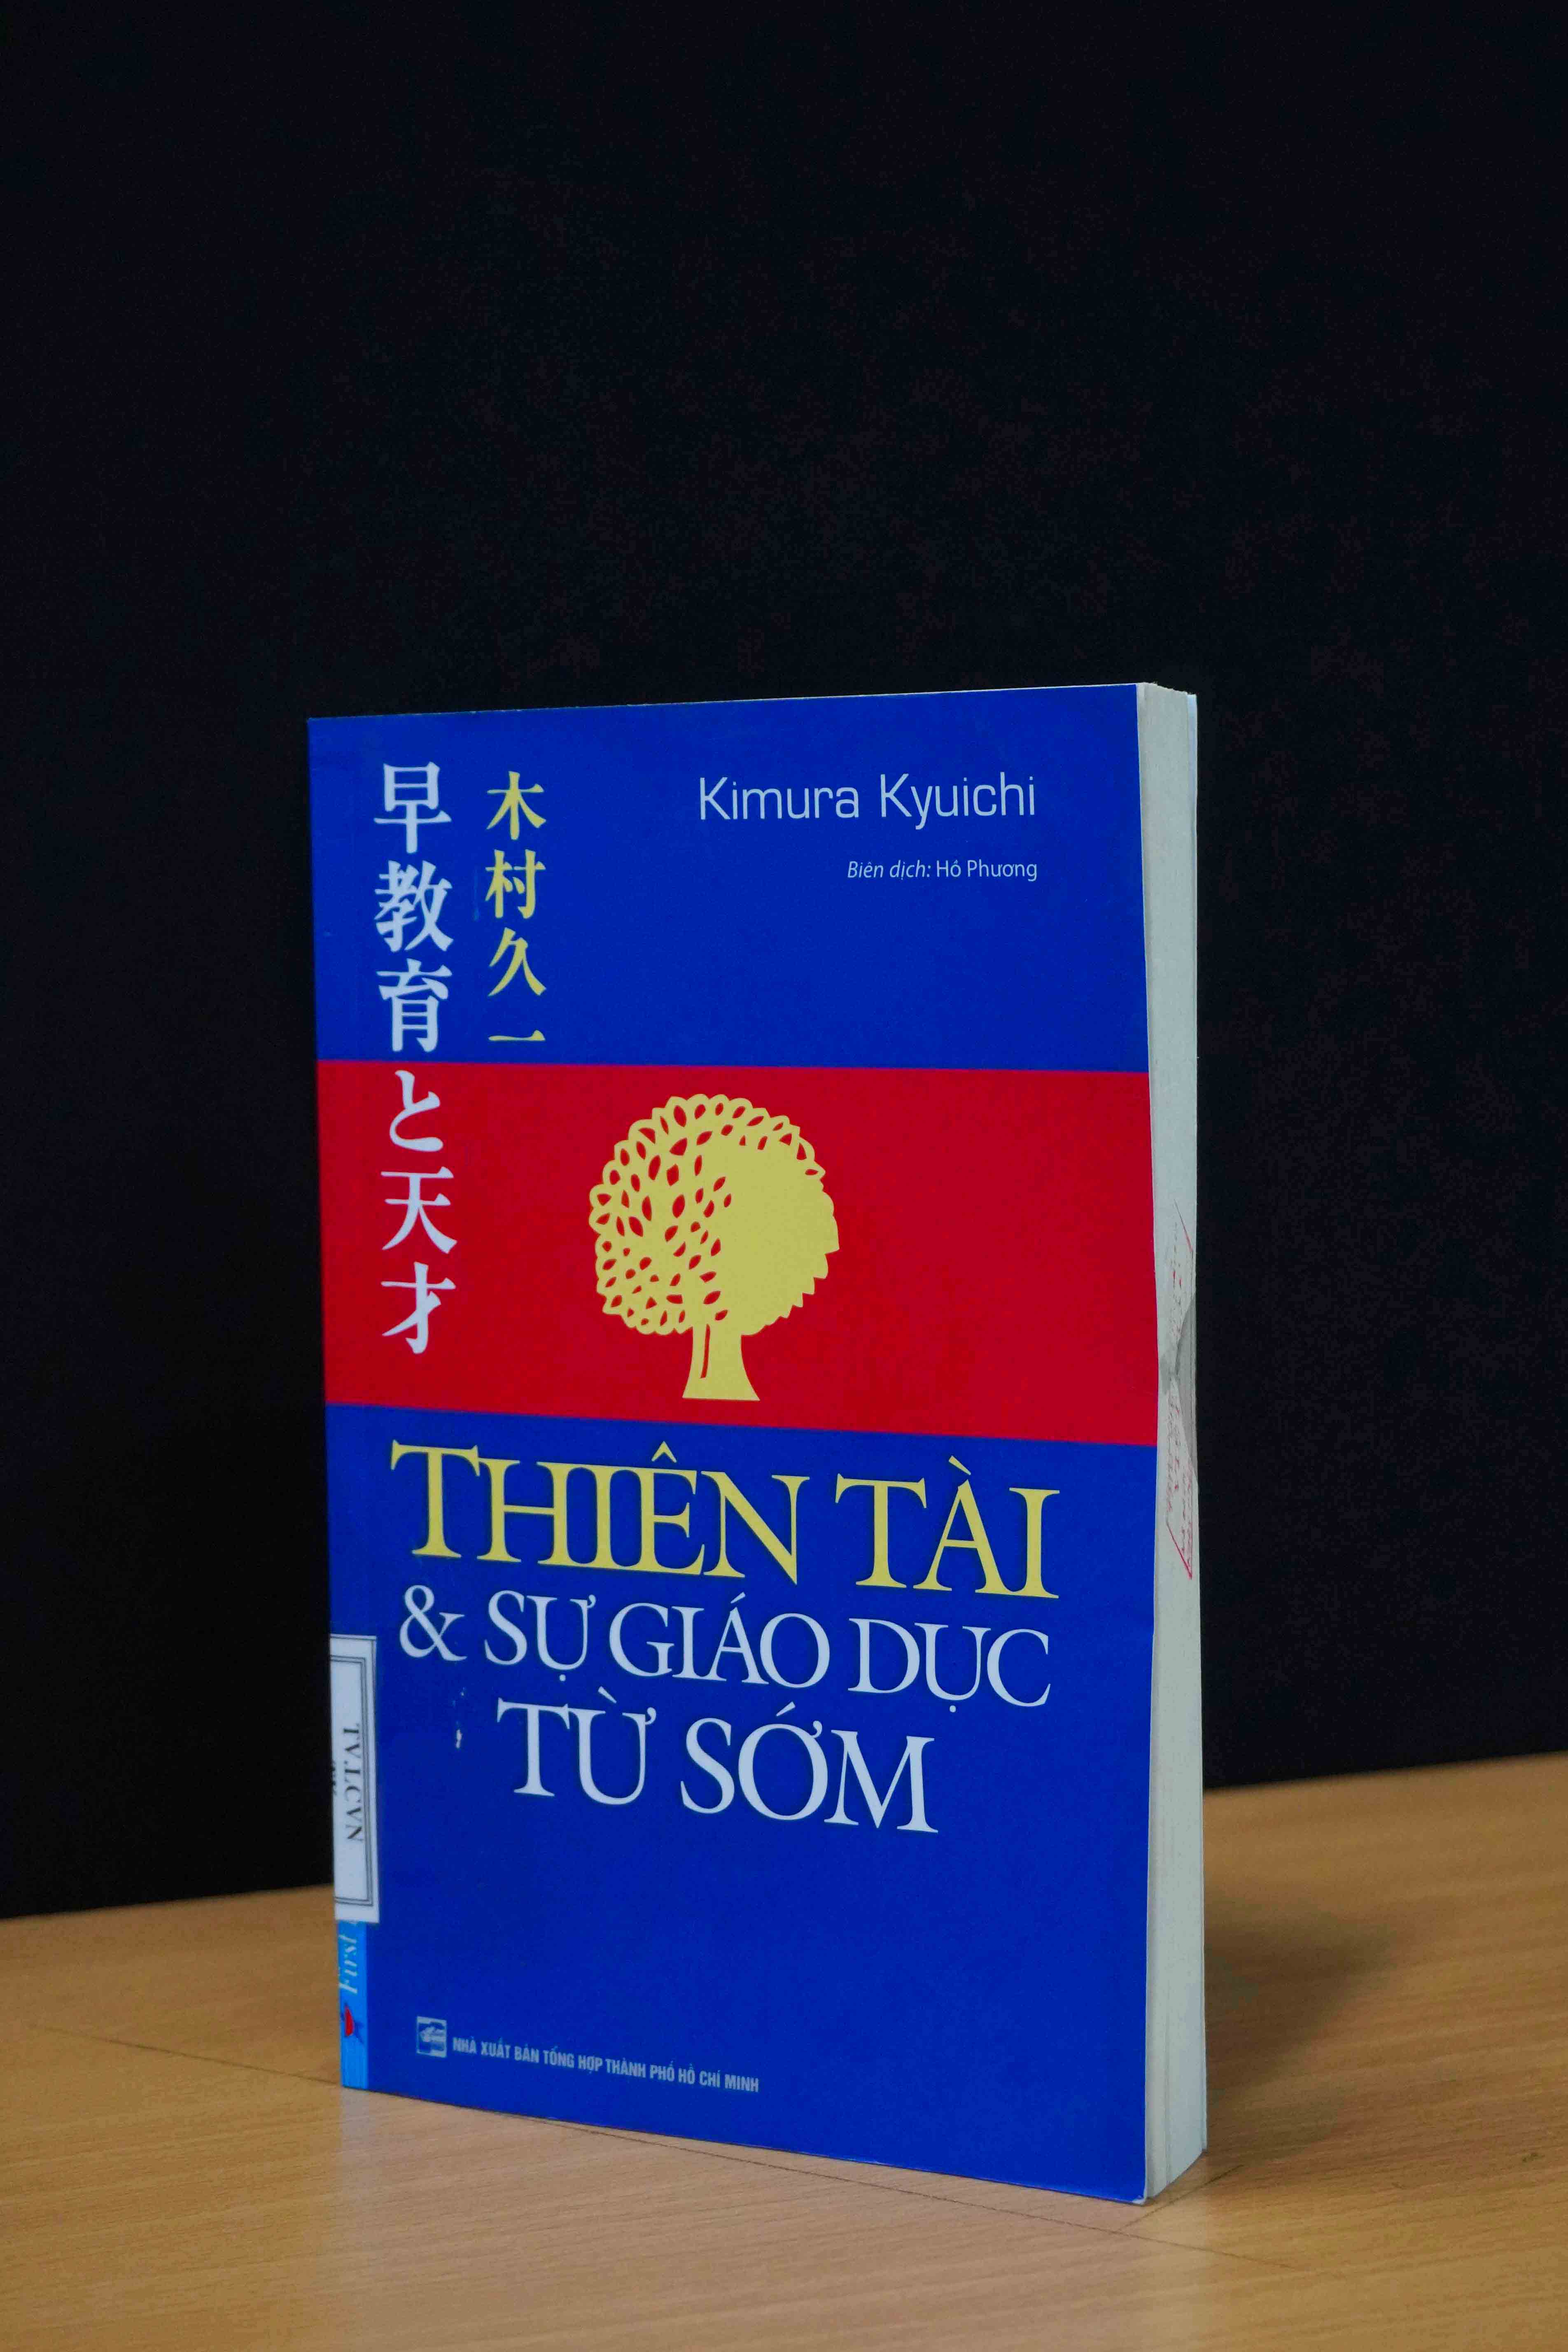 早教育と天才
木村久一
Kimura Kyuichi
Biên dịch: Hồ Phương
THIÊN TÀI
& SỰ GIÁO DỤC
TỪ SỚM
TV.LCVN
First
NHÀ XUẤT BẢN TỔNG HỢP THÀNH PHỐ HỒ CHÍ MINH